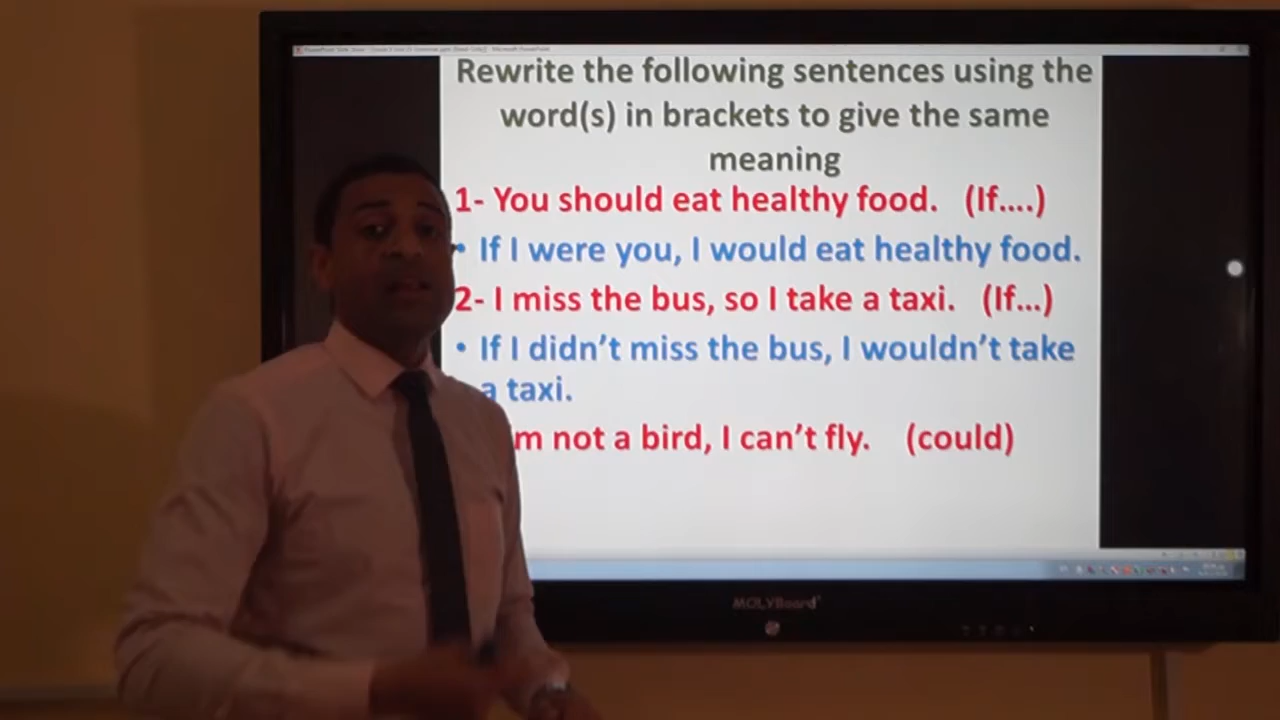 Rewrite the following sentences using the
word(s) in brackets to give the same
meaning
1- You should eat healthy food. (If....)
• If I were you, I would eat healthy food.
2- I miss the bus, so I take a taxi. (If...)
• If I didn't miss the bus, I wouldn't take
a taxi.
not a bird, I can't fly. (could)
MOLYBoard